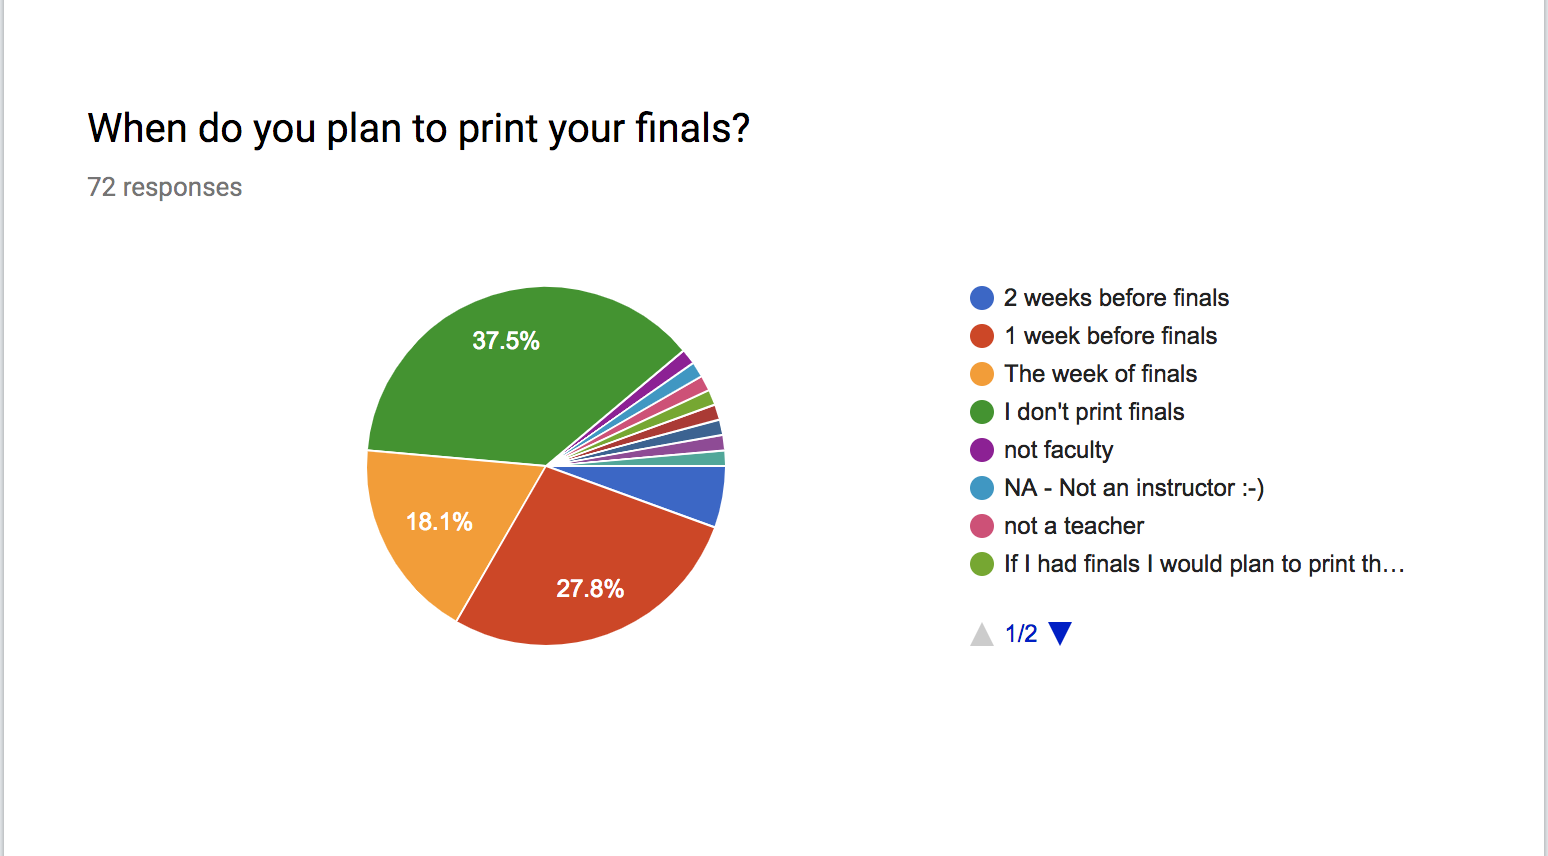 When do you plan to print your finals?
72 responses
37.5%
18.1%
27.8%
2 weeks before finals
1 week before finals
The week of finals
I don't print finals
not faculty
NA - Not an instructor :-)
not a teacher
If I had finals I would plan to print th…
1/2